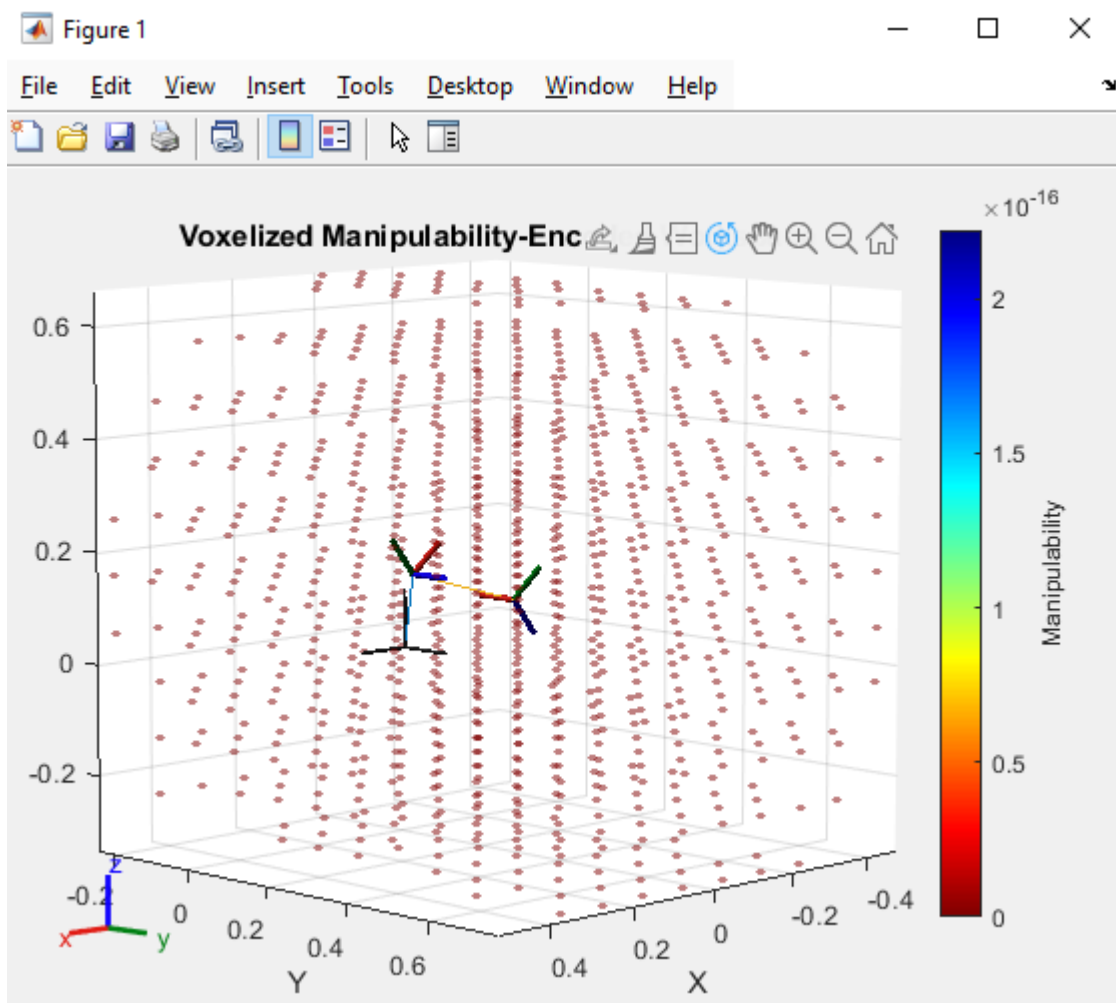 Figure 1
File Edit View Insert Tools Desktop Window Help
Voxelized Manipulability-Enc
×10-16
0.6
0.4
0.2
0
-0.2
-0.2
0
0.2
0.4
0.6
Y
0.4
0.2
0
-0.2
-0.4
X
z
x
y
2
1.5
1
0.5
0
Manipulability